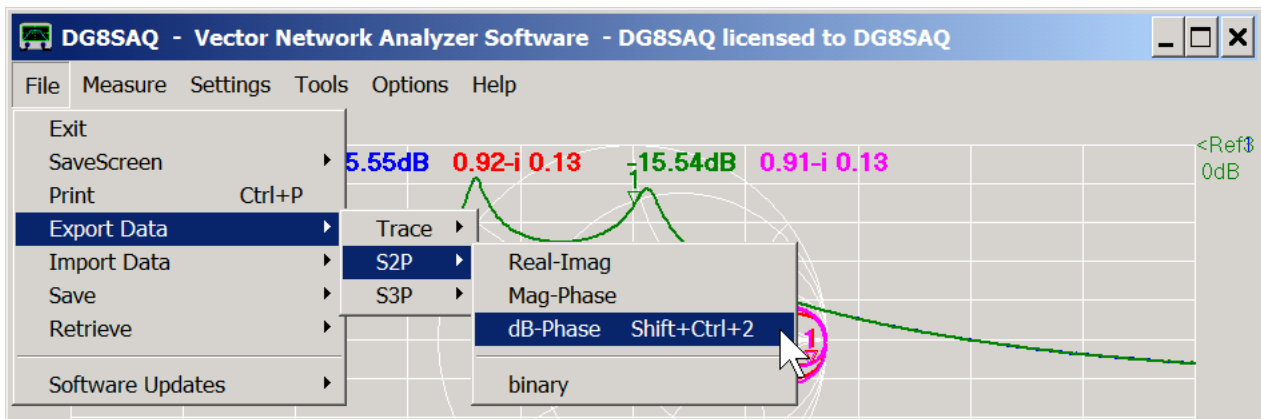 DG8SAQ - Vector Network Analyzer Software - DG8SAQ licensed to DG8SAQ
File Measure Settings Tools Options Help
Exit
SaveScreen
Print Ctrl+P
Export Data
Import Data
Save
Retrieve
Software Updates
Trace
S2P
S3P
Real-Imag
Mag-Phase
dB-Phase Shift+Ctrl+2
binary
5.55dB 0.92-i 0.13 -15.54dB 0.91-i 0.13
1
1
0dB